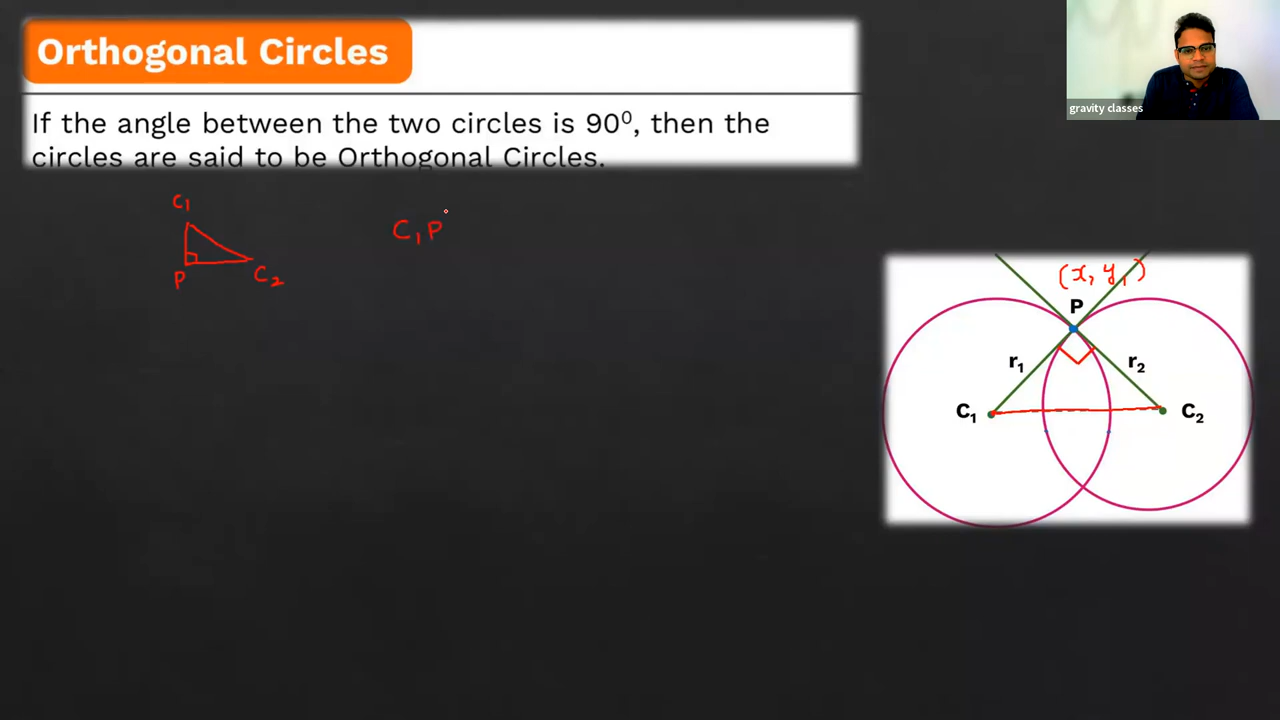 Orthogonal Circles
gravity classes
If the angle between the two circles is 90⁰, then the
circles are said to be Orthogonal Circles.
C₁
C₁P
P
C₂
(x, y₁)
P
r₁
r₂
C₁
C₂